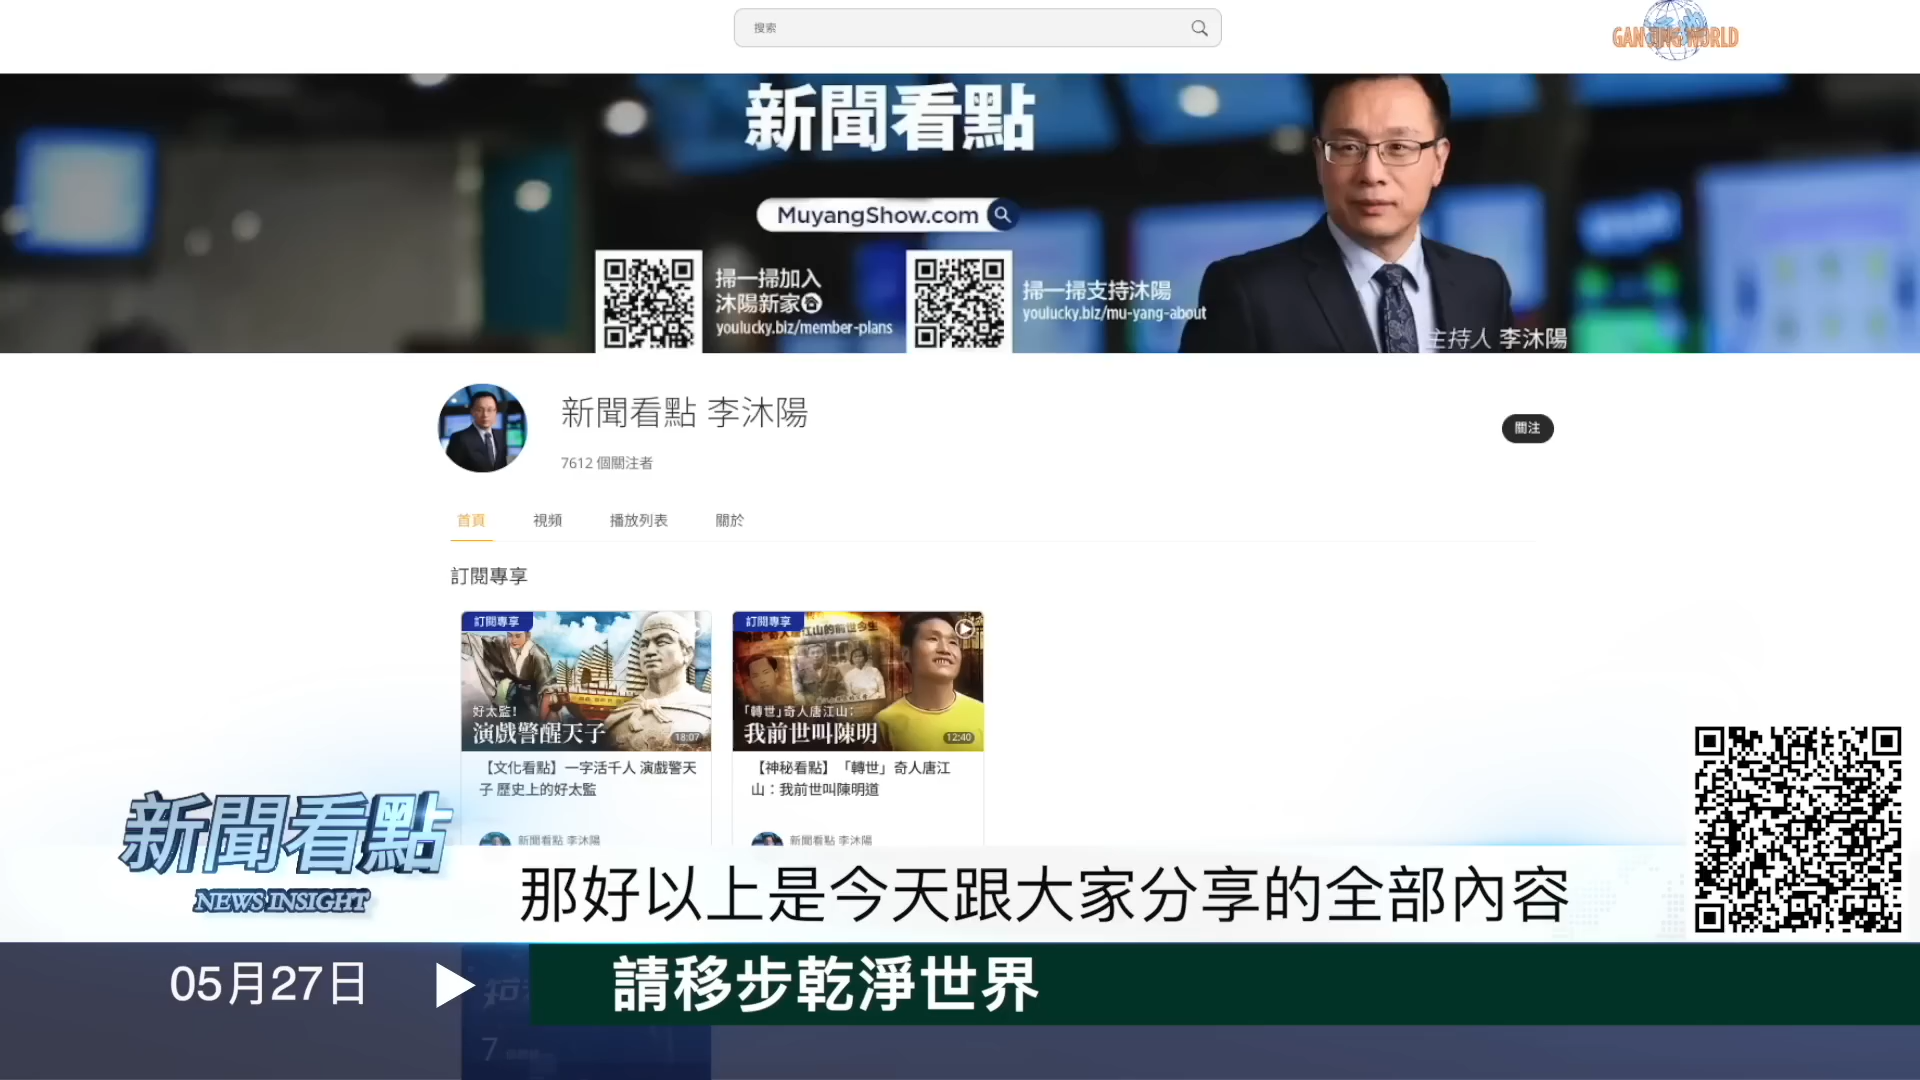 搜索
GAN JING WORLD
新聞看點
MuyangShow.com
掃一掃加入
沐陽新家
youlucky.biz/member-plans
掃一掃支持沐陽
youlucky.biz/mu-yang-about
主持人 李沐陽
新聞看點 李沐陽
7612 個關注者
關注
首頁
視頻
播放列表
關於
訂閱專享
訂閱專享
好太監!
演戲警醒天子
18:07
【文化看點】一字活千人 演戲警天
子 歷史上的好太監
新聞看點 李沐陽
訂閱專享
「轉世」奇人唐江山:
我前世叫陳明
12:40
【神秘看點】「轉世」奇人唐江
山：我前世叫陳明道
新聞看點 李沐陽
新聞看點
NEWS INSIGHT
那好以上是今天跟大家分享的全部內容
05月27日
請移步乾淨世界